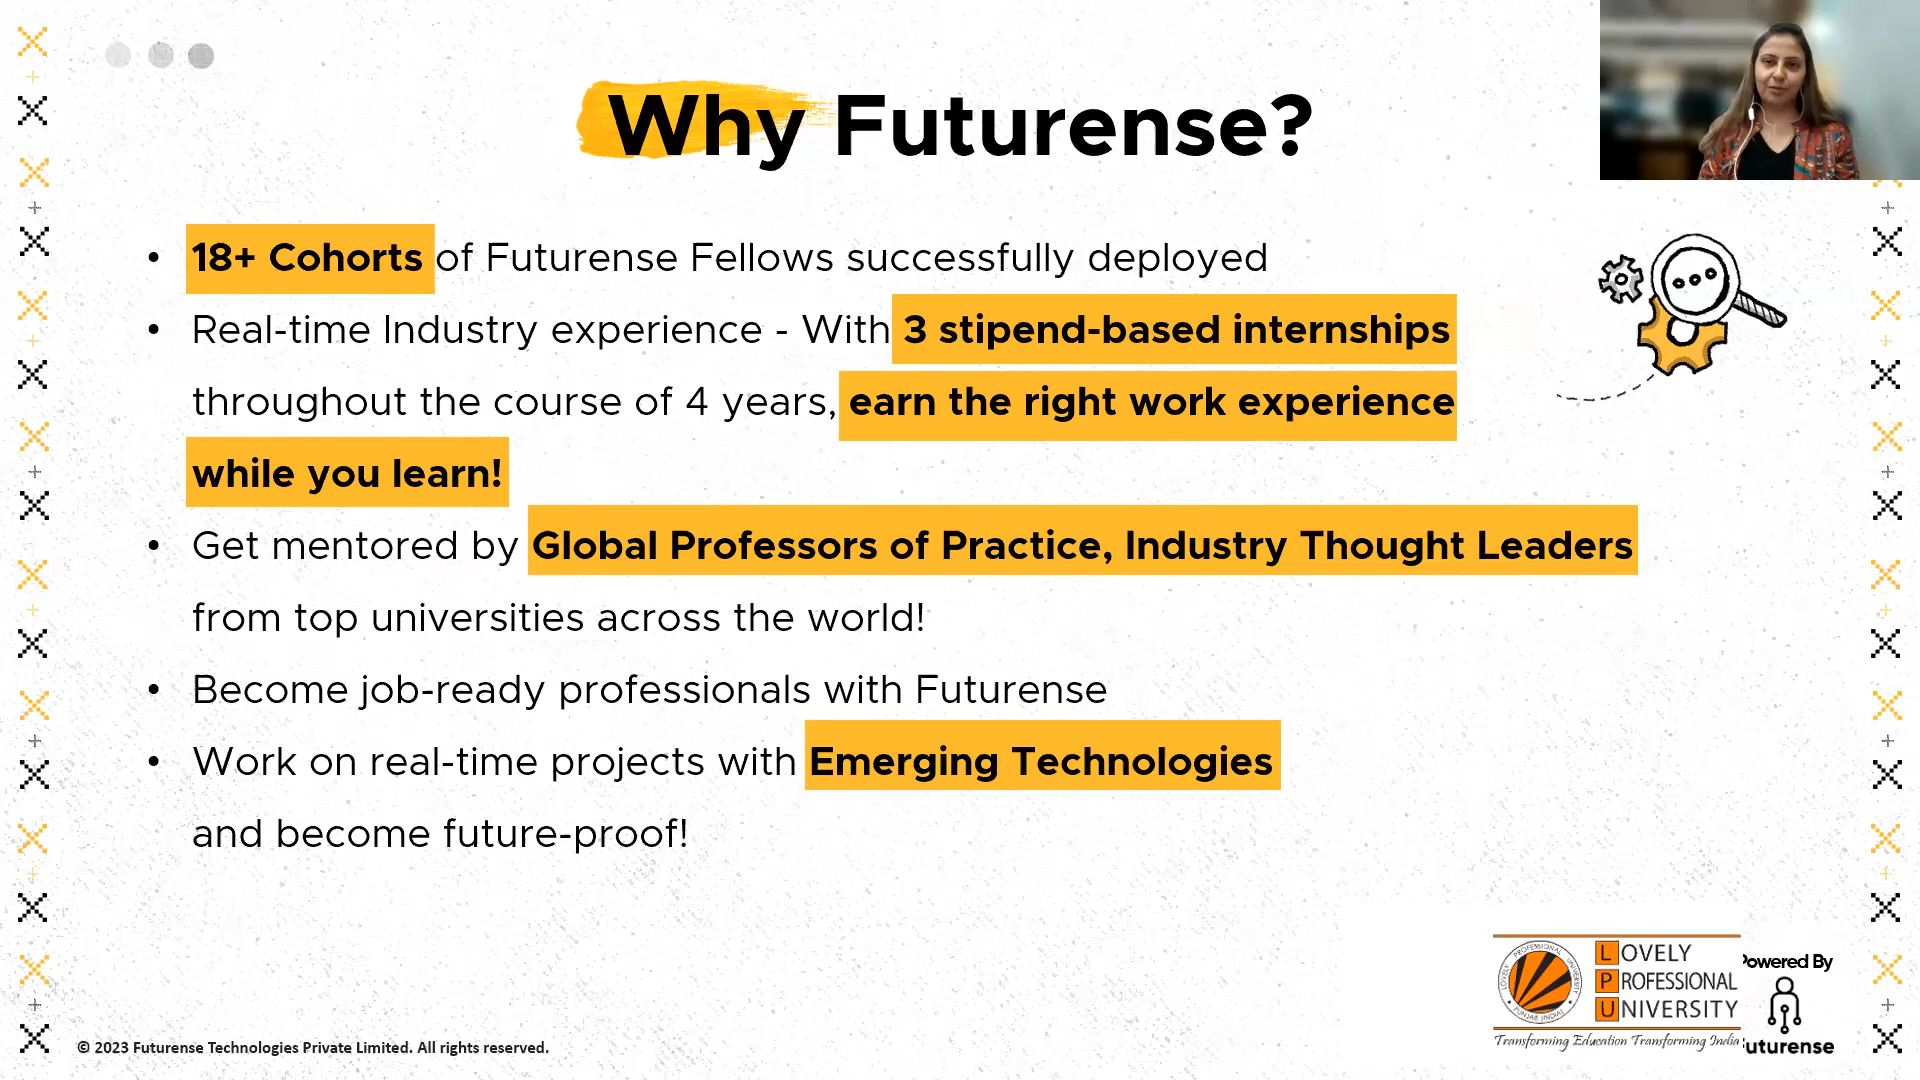 Why Futurense?
• 18+ Cohorts of Futurense Fellows successfully deployed
• Real-time Industry experience - With 3 stipend-based internships
throughout the course of 4 years, earn the right work experience
while you learn!
• Get mentored by Global Professors of Practice, Industry Thought Leaders
from top universities across the world!
• Become job-ready professionals with Futurense
• Work on real-time projects with Emerging Technologies
and become future-proof!
LOVELY
PROFESSIONAL
UNIVERSITY
Transforming Education Transforming India
Powered By
uturense
© 2023 Futurense Technologies Private Limited. All rights reserved.